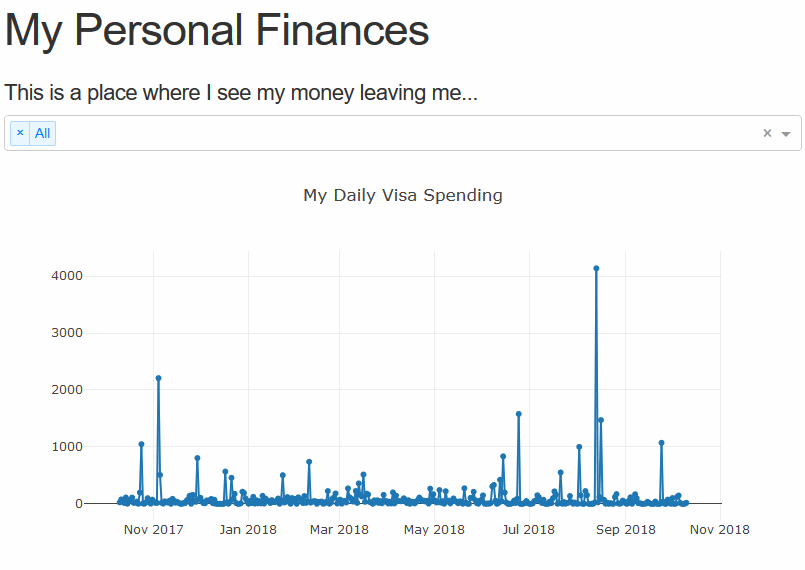 My Personal Finances
This is a place where I see my money leaving me...
× All × ▾
My Daily Visa Spending
4000
3000
2000
1000
0
Nov 2017 Jan 2018 Mar 2018 May 2018 Jul 2018 Sep 2018 Nov 2018